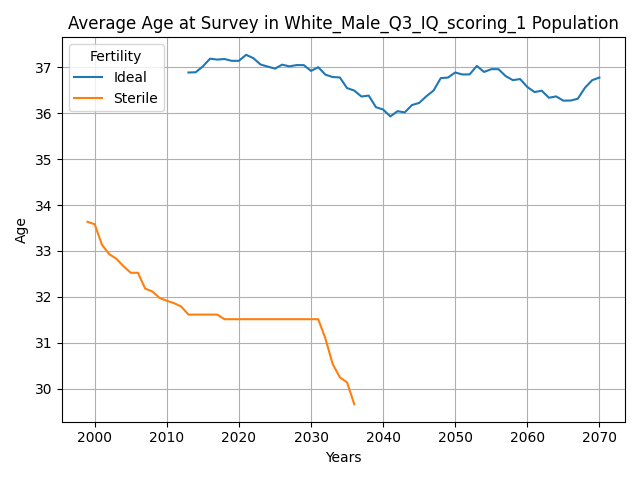 Average Age at Survey in White_Male_Q3_IQ_scoring_1 Population
Fertility
Ideal
Sterile
Age
37
36
35
34
33
32
31
30
2000 2010 2020 2030 2040 2050 2060 2070
Years